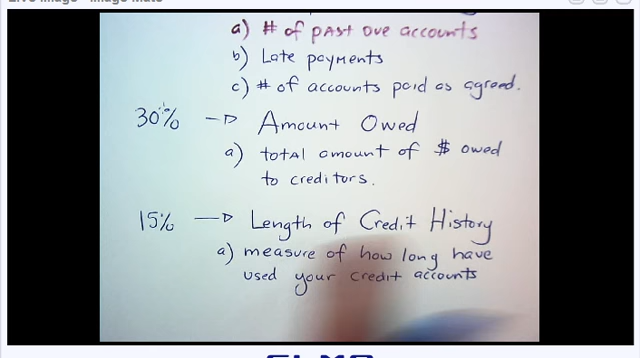 a) # of past due accounts
b) Late payments
c) # of accounts paid as agreed.
30% → Amount Owed
a) total amount of $ owed
to creditors.
15% → Length of Credit History
a) measure of how long have
used your credit accounts